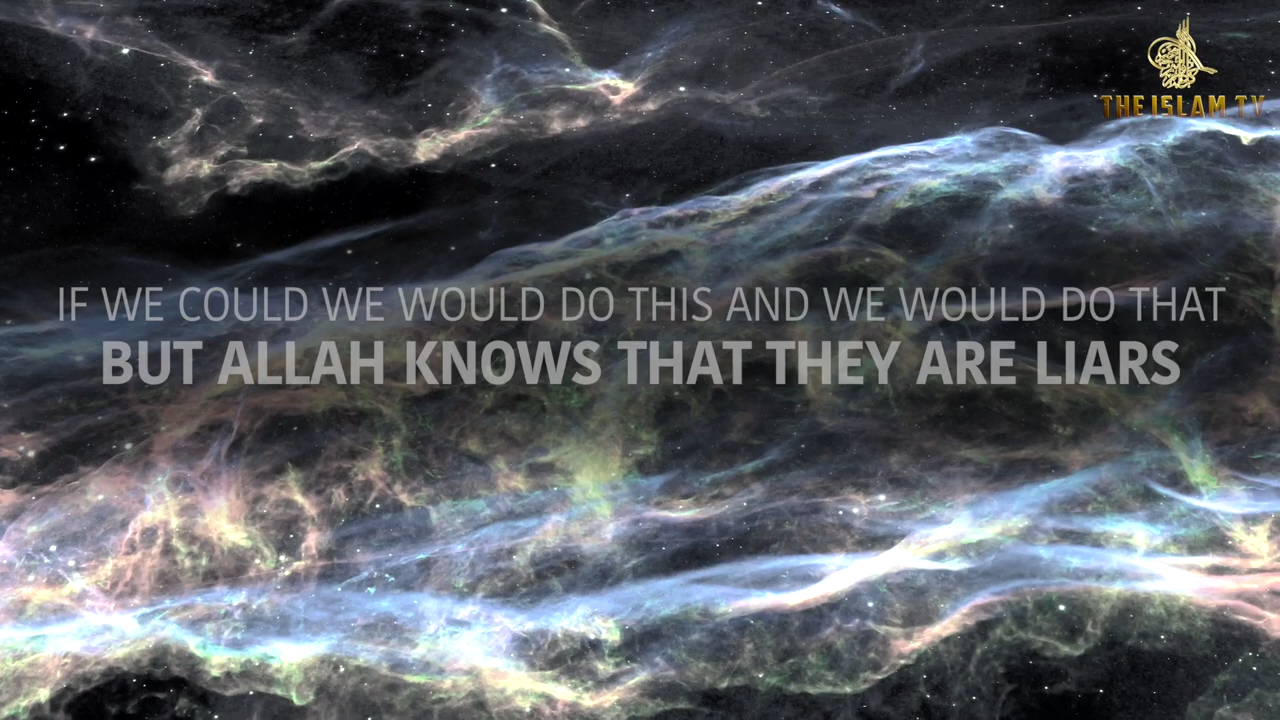 THE ISLAM TV
IF WE COULD WE WOULD DO THIS AND WE WOULD DO THAT
BUT ALLAH KNOWS THAT THEY ARE LIARS